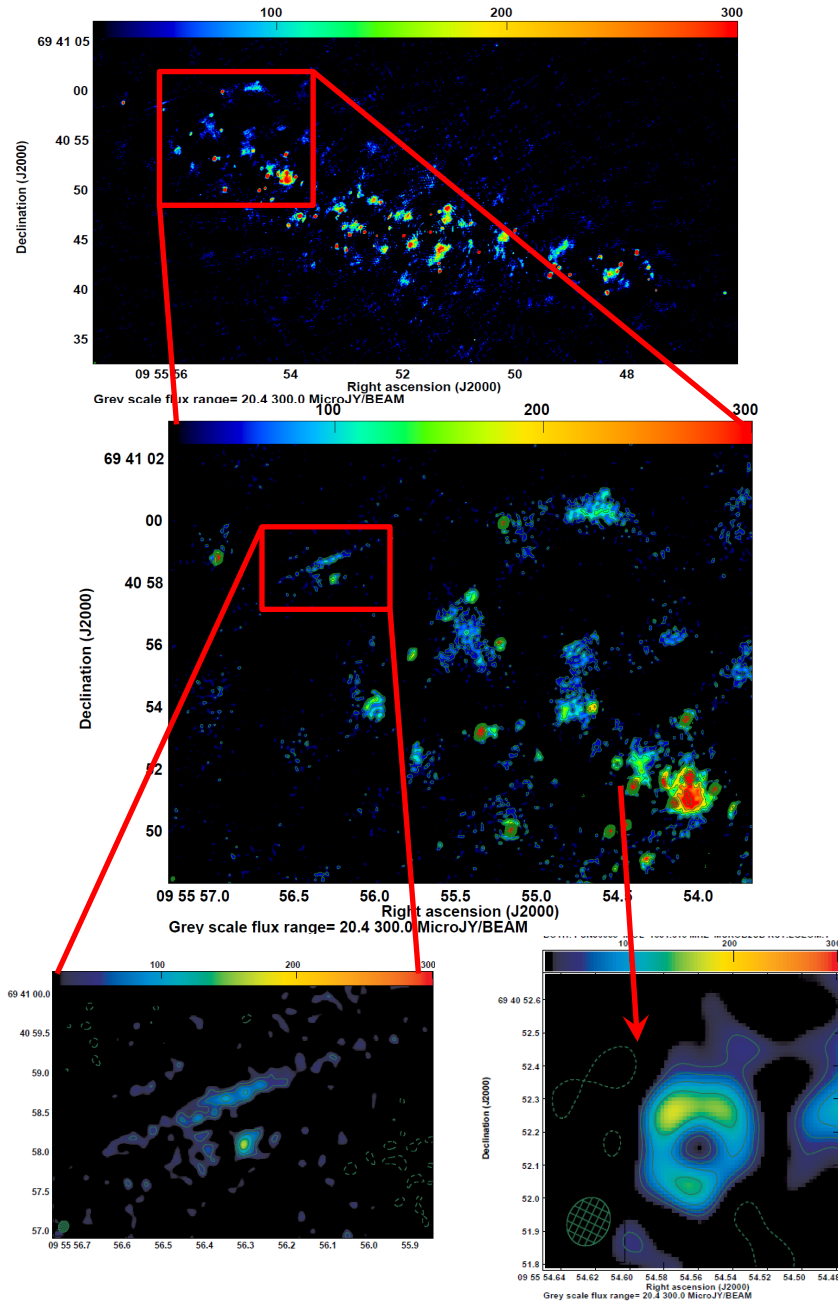 100 200 300
69 41 05
00
40 55
50
45
40
35
Declination (J2000)
09 55 56 54 52 50 48
Right ascension (J2000)
Grey scale flux range= 20.4 300.0 MicroJY/BEAM
100 200 300
69 41 02
00
40 58
56
54
52
50
Declination (J2000)
09 55 57.0 56.5 56.0 55.5 55.0 54.5 54.0
Right ascension (J2000)
Grey scale flux range= 20.4 300.0 MicroJY/BEAM
100 200 300
69 41 00.0
40 59.5
59.0
58.5
58.0
57.5
57.0
09 55 56.7 56.6 56.5 56.4 56.3 56.2 56.1 56.0 55.9
200
69 40 52.6
52.5
52.4
52.3
52.2
52.1
52.0
51.9
51.8
Declination (J2000)
09 55 54.64 54.62 54.60 54.58 54.56 54.54 54.52 54.50 54.48
Right ascension (J2000)
Grey scale flux range= 20.4 300.0 MicroJY/BEAM